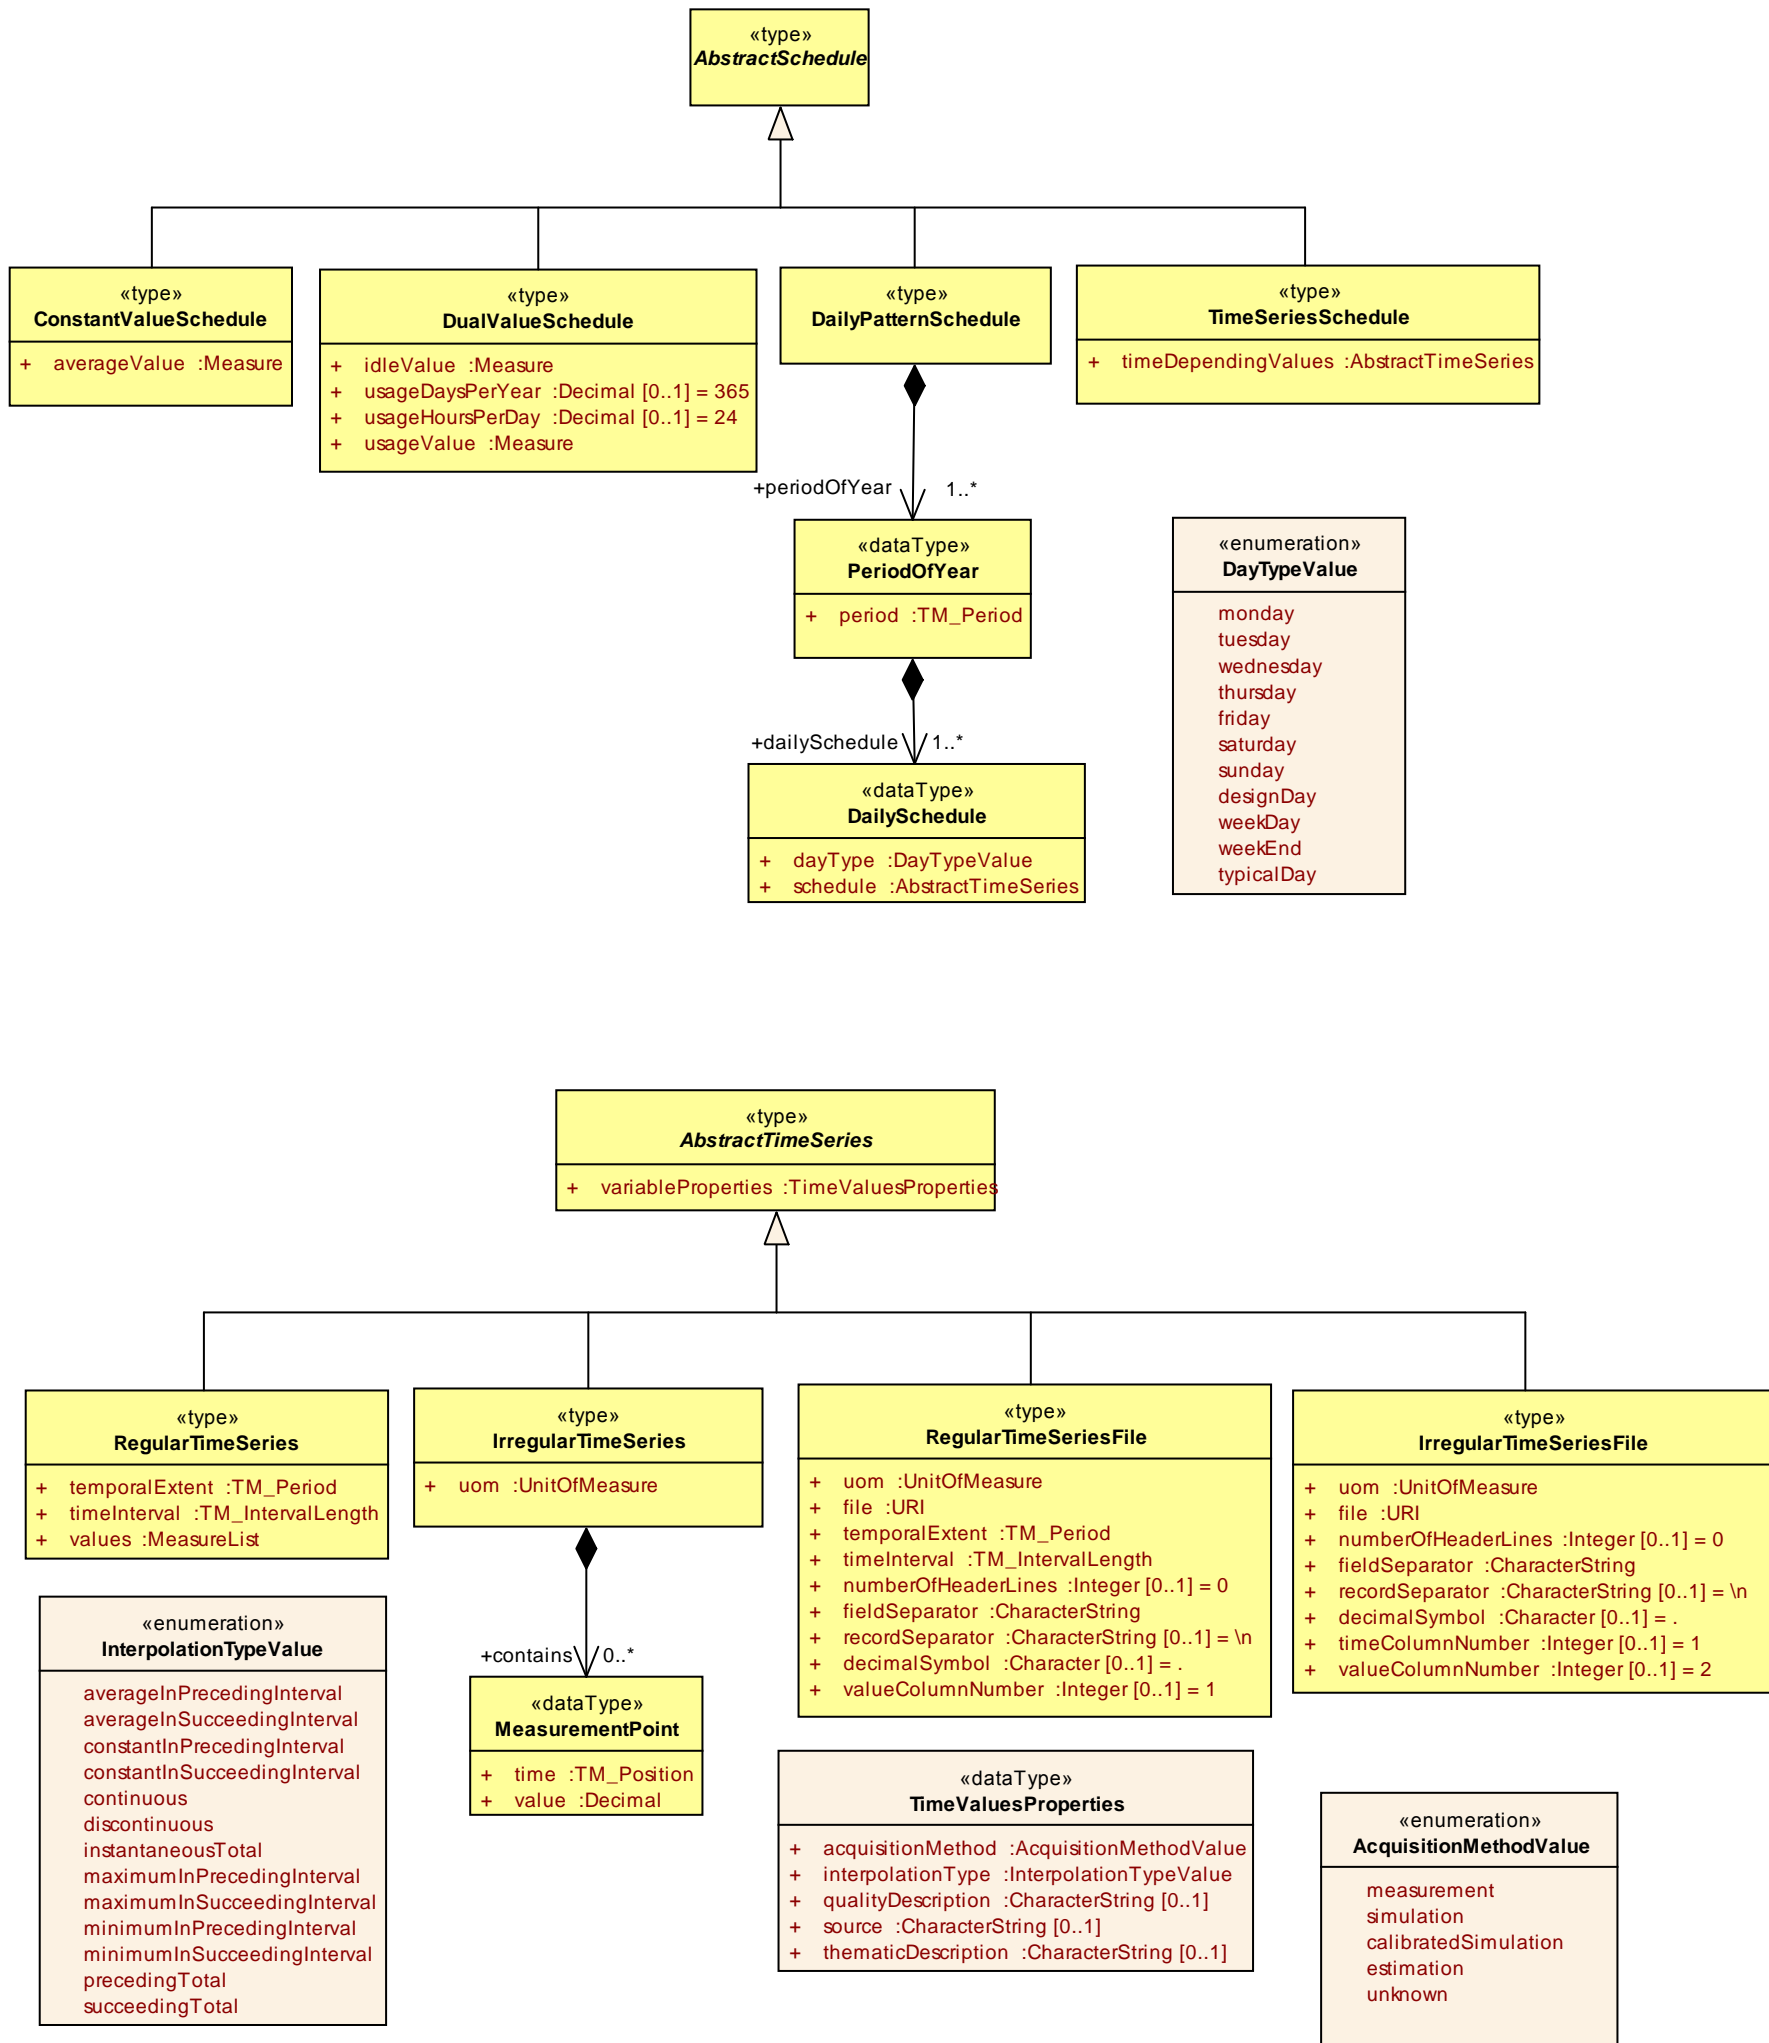 «type»
AbstractSchedule
«type»
ConstantValueSchedule
+ averageValue :Measure
«type»
DualValueSchedule
+ idleValue :Measure
+ usageDaysPerYear :Decimal [0..1] = 365
+ usageHoursPerDay :Decimal [0..1] = 24
+ usageValue :Measure
«type»
DailyPatternSchedule
«type»
TimeSeriesSchedule
+ timeDependingValues :AbstractTimeSeries
+periodOfYear 1..*
«dataType»
PeriodOfYear
+ period :TM_Period
+dailySchedule 1..*
«dataType»
DailySchedule
+ dayType :DayTypeValue
+ schedule :AbstractTimeSeries
«enumeration»
DayTypeValue
monday
tuesday
wednesday
thursday
friday
saturday
sunday
designDay
weekDay
weekEnd
typicalDay
«type»
AbstractTimeSeries
+ variableProperties :TimeValuesProperties
«type»
RegularTimeSeries
+ temporalExtent :TM_Period
+ timeInterval :TM_IntervalLength
+ values :MeasureList
«type»
IrregularTimeSeries
+ uom :UnitOfMeasure
«type»
RegularTimeSeriesFile
+ uom :UnitOfMeasure
+ file :URI
+ temporalExtent :TM_Period
+ timeInterval :TM_IntervalLength
+ numberOfHeaderLines :Integer [0..1] = 0
+ fieldSeparator :CharacterString
+ recordSeparator :CharacterString [0..1] = \n
+ decimalSymbol :Character [0..1] = .
+ valueColumnNumber :Integer [0..1] = 1
«type»
IrregularTimeSeriesFile
+ uom :UnitOfMeasure
+ file :URI
+ numberOfHeaderLines :Integer [0..1] = 0
+ fieldSeparator :CharacterString
+ recordSeparator :CharacterString [0..1] = \n
+ decimalSymbol :Character [0..1] = .
+ timeColumnNumber :Integer [0..1] = 1
+ valueColumnNumber :Integer [0..1] = 2
«enumeration»
InterpolationTypeValue
averageInPrecedingInterval
averageInSucceedingInterval
constantInPrecedingInterval
constantInSucceedingInterval
continuous
discontinuous
instantaneousTotal
maximumInPrecedingInterval
maximumInSucceedingInterval
minimumInPrecedingInterval
minimumInSucceedingInterval
precedingTotal
succeedingTotal
+contains 0..*
«dataType»
MeasurementPoint
+ time :TM_Position
+ value :Decimal
«dataType»
TimeValuesProperties
+ acquisitionMethod :AcquisitionMethodValue
+ interpolationType :InterpolationTypeValue
+ qualityDescription :CharacterString [0..1]
+ source :CharacterString [0..1]
+ thematicDescription :CharacterString [0..1]
«enumeration»
AcquisitionMethodValue
measurement
simulation
calibratedSimulation
estimation
unknown